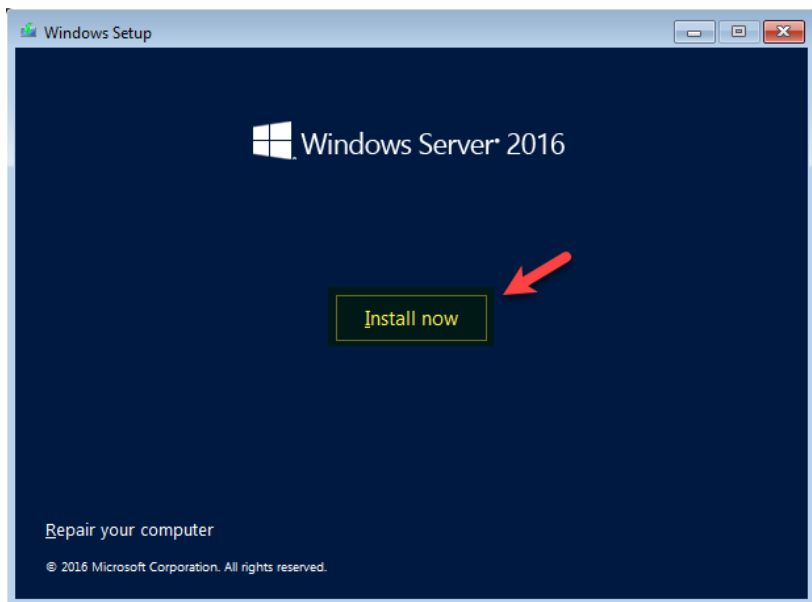 Windows Setup
Windows Server® 2016
Install now
Repair your computer
© 2016 Microsoft Corporation. All rights reserved.